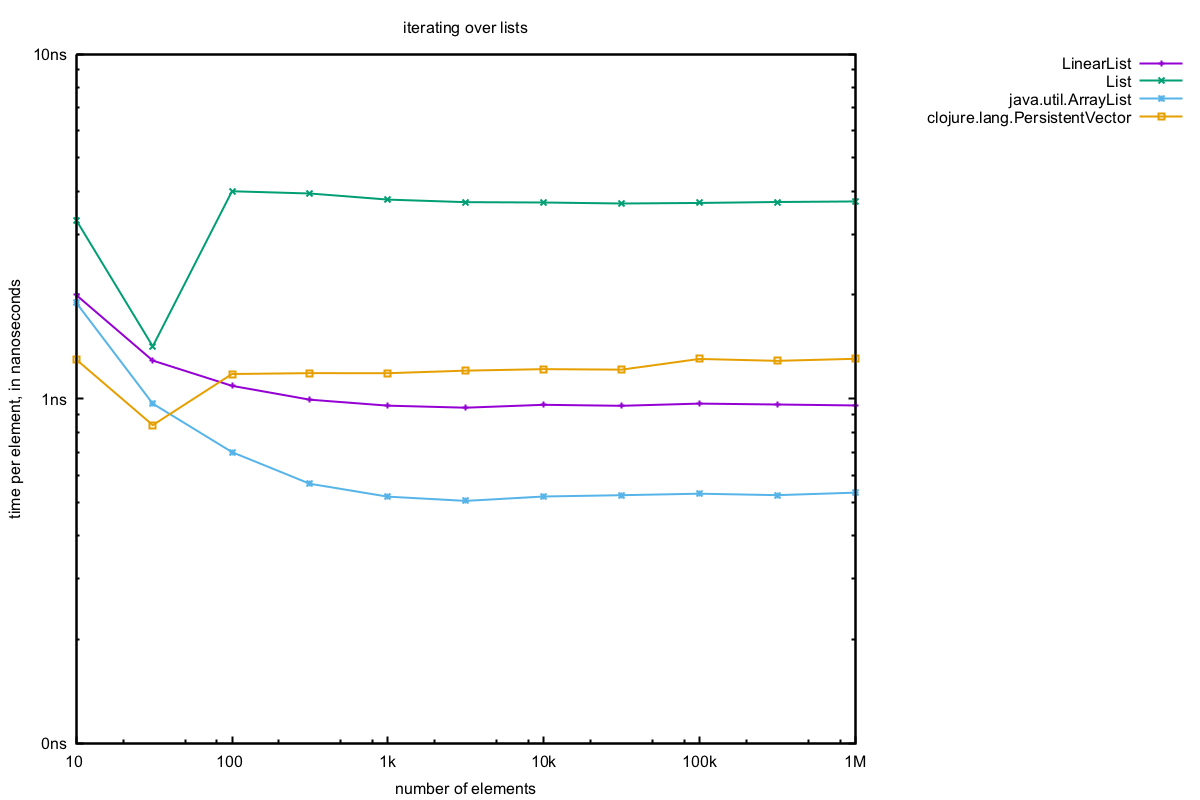 iterating over lists
LinearList
List
java.util.ArrayList
clojure.lang.PersistentVector
10ns
1ns
0ns
time per element, in nanoseconds
10 100 1k 10k 100k 1M
number of elements